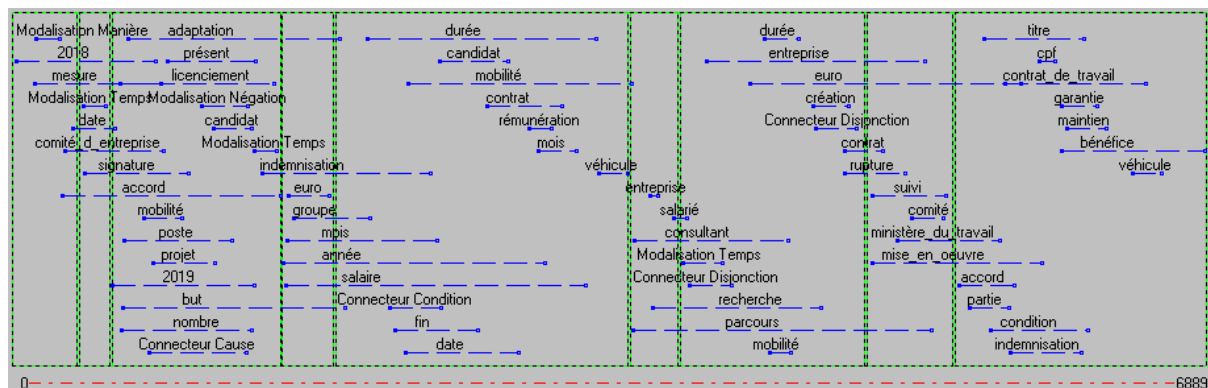 Modalisation Manière adaptation durée durée titre
2018 présent candidat entreprise cpf
mesure licenciement mobilité euro contrat_de_travail
Modalisation Temps Modalisation Négation contrat création garantie
date candidat rémunération Connecteur Disjonction maintien
comité_d_entreprise Modalisation Temps mois contrat bénéfice
signature indemnisation véhicule rupture véhicule
accord euro entreprise suivi
mobilité groupe salarié comité
poste mois consultant ministère_du_travail
projet année Modalisation Temps mise_en_oeuvre
2019 salaire Connecteur Disjonction accord
but Connecteur Condition recherche partie
nombre fin parcours condition
Connecteur Cause date mobilité indemnisation
0 6889